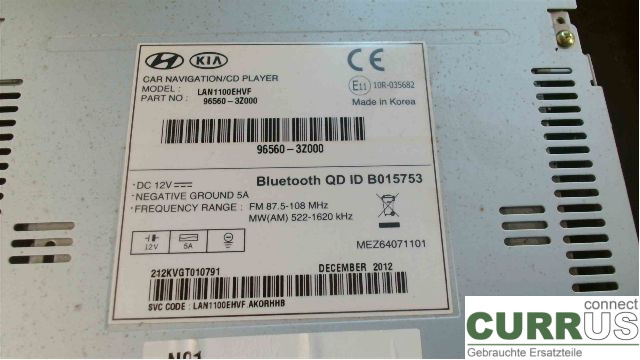 HYUNDAI KIA
CAR NAVIGATION/CD PLAYER
MODEL : LAN1100EHVF
PART NO : 96560-3Z000
CE
E11 10R-035682
Made in Korea
96560-3Z000
DC 12V
NEGATIVE GROUND 5A
FREQUENCY RANGE : FM 87.5-108 MHz
MW(AM) 522-1620 kHz
Bluetooth QD ID B015753
12V 5A
MEZ64071101
212KVGT010791 DECEMBER 2012
SVC CODE : LAN1100EHVF AKORHHB
connect
CURRUS
Gebrauchte Ersatzteile